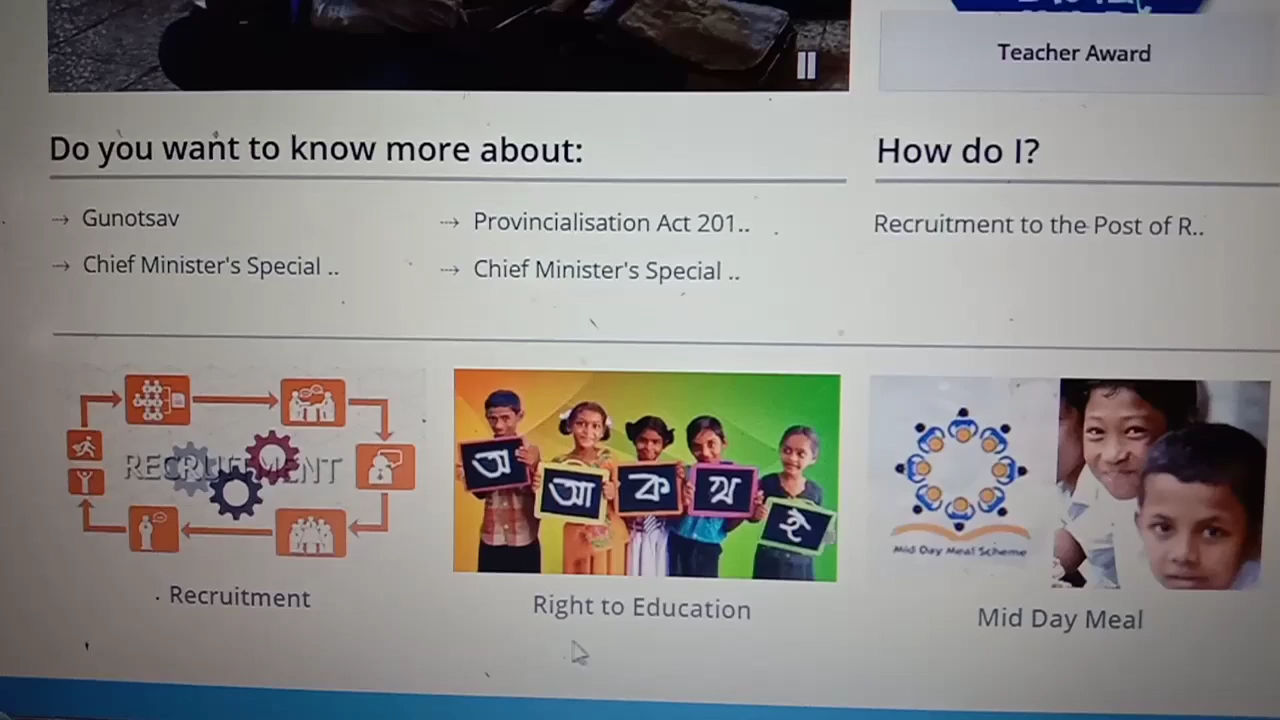 Teacher Award
Do you want to know more about:
How do I?
→ Gunotsav
→ Provincialisation Act 201..
Recruitment to the Post of R..
→ Chief Minister's Special ..
→ Chief Minister's Special ..
RECRUITMENT
অ
আ
ক
খ
ই
Mid Day Meal Scheme
Recruitment
Right to Education
Mid Day Meal